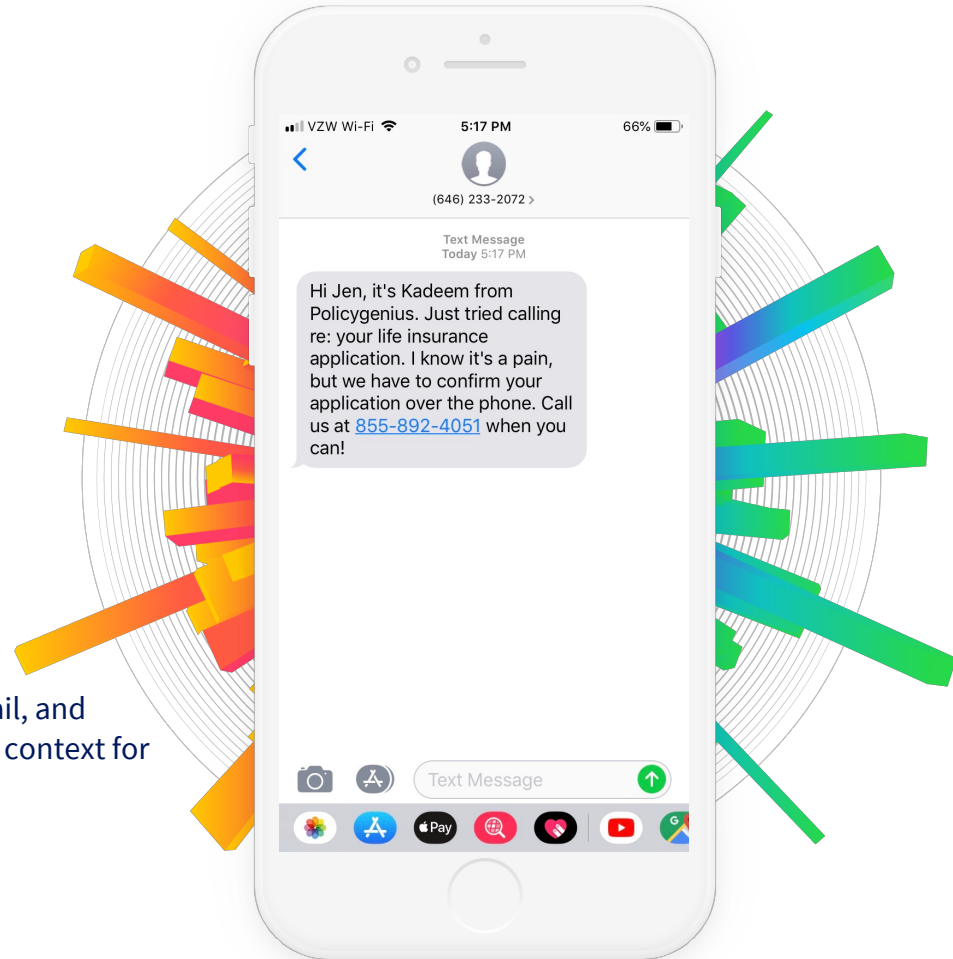 VZW Wi-Fi 5:17 PM 66%
(646) 233-2072 >
Text Message
Today 5:17 PM
Hi Jen, it's Kadeem from
Policygenius. Just tried calling
re: your life insurance
application. I know it's a pain,
but we have to confirm your
application over the phone. Call
us at 855-892-4051 when you
can!
and
context for
Text Message
Pay
G